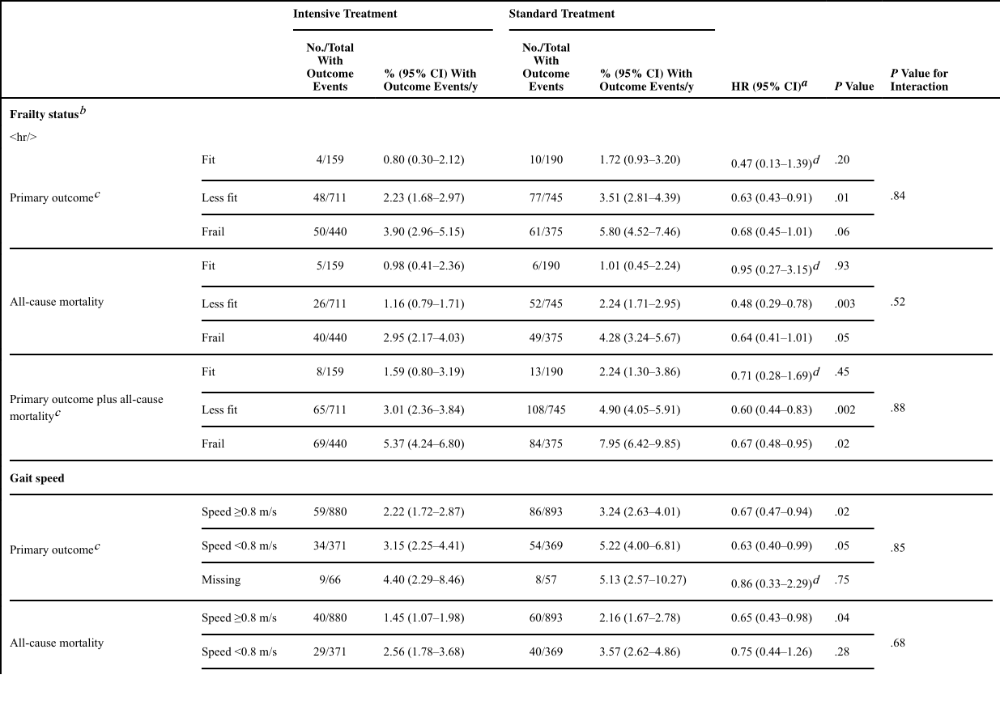 Intensive Treatment Standard Treatment
No./Total With Outcome Events % (95% CI) With Outcome Events/y No./Total With Outcome Events % (95% CI) With Outcome Events/y HR (95% CI)a P Value P Value for Interaction
Frailty statusb
<hr/>
Primary outcomec
Fit 4/159 0.80 (0.30–2.12) 10/190 1.72 (0.93–3.20) 0.47 (0.13–1.39)d .20
Less fit 48/711 2.23 (1.68–2.97) 77/745 3.51 (2.81–4.39) 0.63 (0.43–0.91) .01 .84
Frail 50/440 3.90 (2.96–5.15) 61/375 5.80 (4.52–7.46) 0.68 (0.45–1.01) .06
All-cause mortality
Fit 5/159 0.98 (0.41–2.36) 6/190 1.01 (0.45–2.24) 0.95 (0.27–3.15)d .93
Less fit 26/711 1.16 (0.79–1.71) 52/745 2.24 (1.71–2.95) 0.48 (0.29–0.78) .003 .52
Frail 40/440 2.95 (2.17–4.03) 49/375 4.28 (3.24–5.67) 0.64 (0.41–1.01) .05
Primary outcome plus all-cause
mortalityc
Fit 8/159 1.59 (0.80–3.19) 13/190 2.24 (1.30–3.86) 0.71 (0.28–1.69)d .45
Less fit 65/711 3.01 (2.36–3.84) 108/745 4.90 (4.05–5.91) 0.60 (0.44–0.83) .002 .88
Frail 69/440 5.37 (4.24–6.80) 84/375 7.95 (6.42–9.85) 0.67 (0.48–0.95) .02
Gait speed
Primary outcomec
Speed ≥0.8 m/s 59/880 2.22 (1.72–2.87) 86/893 3.24 (2.63–4.01) 0.67 (0.47–0.94) .02
Speed <0.8 m/s 34/371 3.15 (2.25–4.41) 54/369 5.22 (4.00–6.81) 0.63 (0.40–0.99) .05 .85
Missing 9/66 4.40 (2.29–8.46) 8/57 5.13 (2.57–10.27) 0.86 (0.33–2.29)d .75
All-cause mortality
Speed ≥0.8 m/s 40/880 1.45 (1.07–1.98) 60/893 2.16 (1.67–2.78) 0.65 (0.43–0.98) .04
Speed <0.8 m/s 29/371 2.56 (1.78–3.68) 40/369 3.57 (2.62–4.86) 0.75 (0.44–1.26) .28 .68